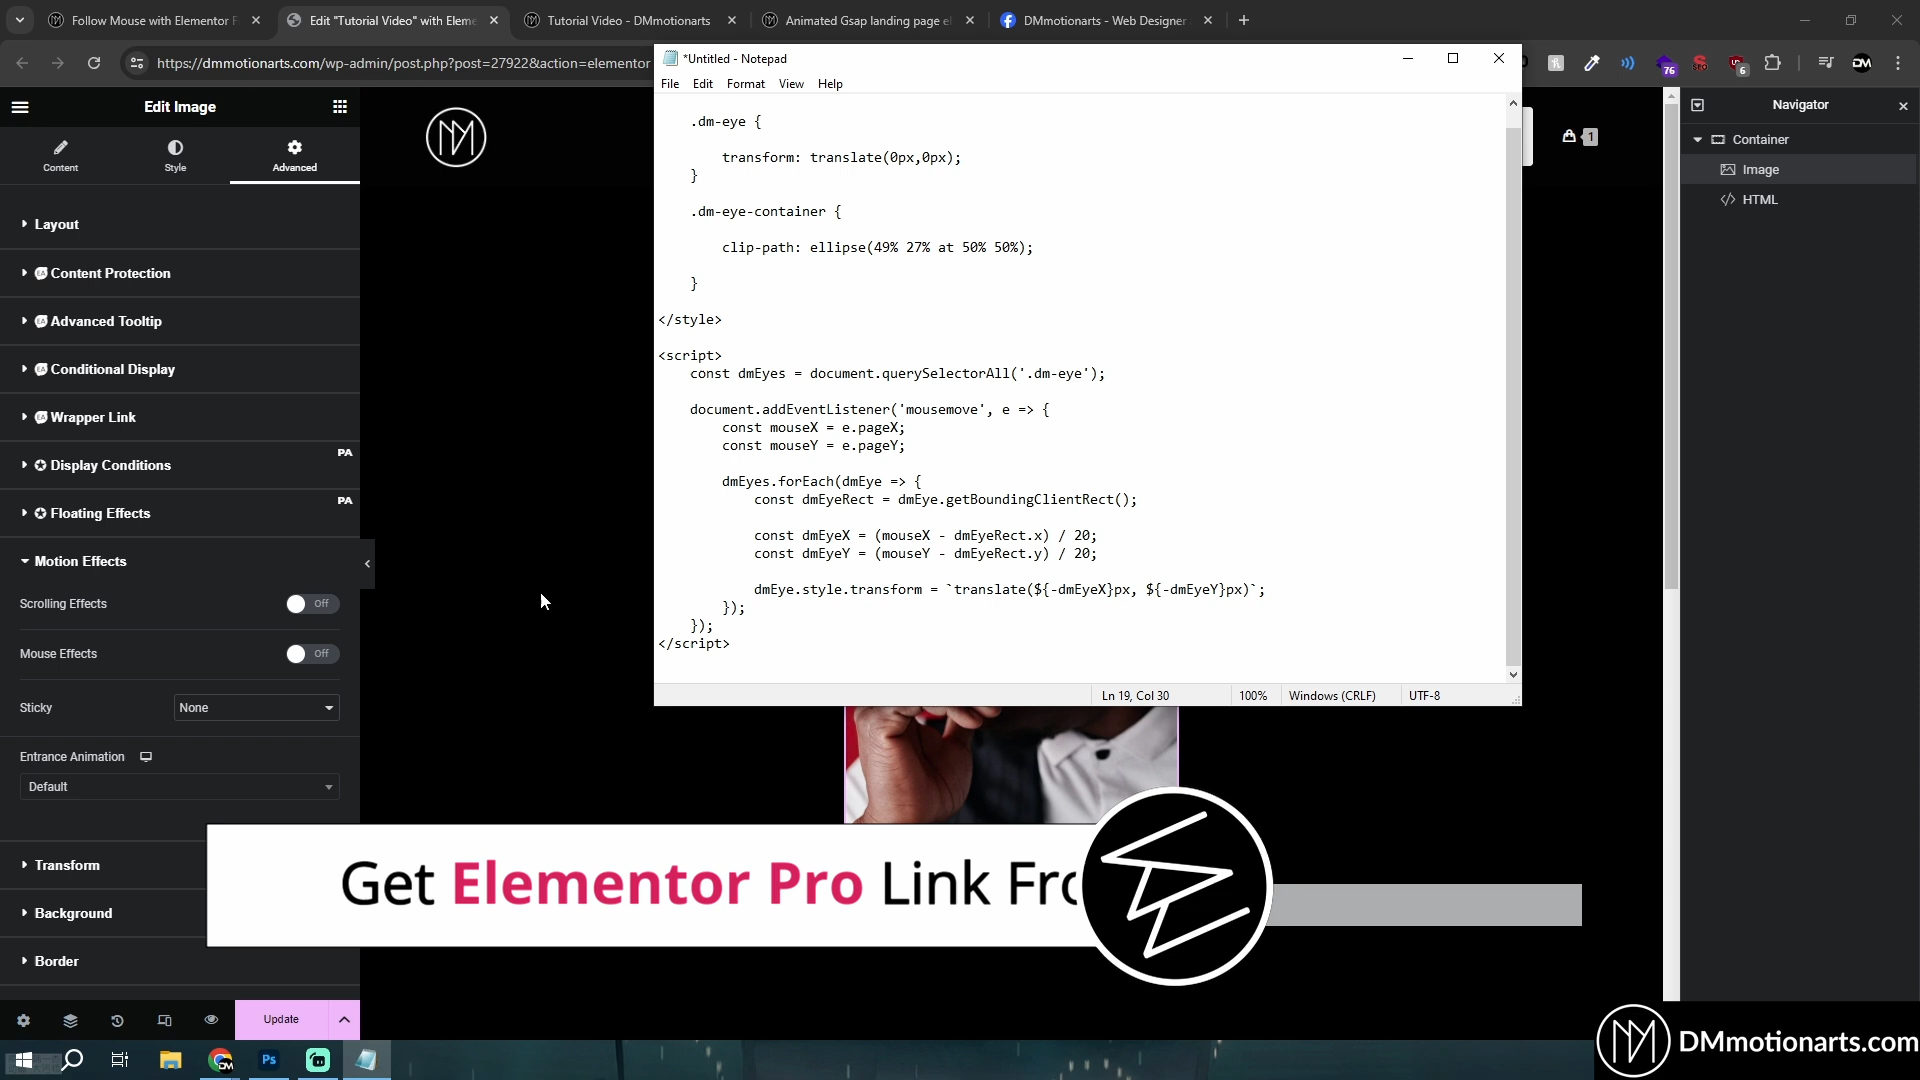 Follow Mouse with Elementor F
Edit "Tutorial Video" with Eleme
Tutorial Video - DMmotionarts
Animated Gsap landing page el
DMmotionarts - Web Designer
https://dmmotionarts.com/wp-admin/post.php?post=27922&action=elementor
76
6
*Untitled - Notepad
File Edit Format View Help
.dm-eye {
transform: translate(0px,0px);
}
.dm-eye-container {
clip-path: ellipse(49% 27% at 50% 50%);
}
</style>
<script>
const dmEyes = document.querySelectorAll('.dm-eye');
document.addEventListener('mousemove', e => {
const mouseX = e.pageX;
const mouseY = e.pageY;
dmEyes.forEach(dmEye => {
const dmEyeRect = dmEye.getBoundingClientRect();
const dmEyeX = (mouseX - dmEyeRect.x) / 20;
const dmEyeY = (mouseY - dmEyeRect.y) / 20;
dmEye.style.transform = `translate(${-dmEyeX}px, ${-dmEyeY}px)`;
});
});
</script>
Ln 19, Col 30
100%
Windows (CRLF)
UTF-8
Edit Image
Content
Style
Advanced
Layout
Content Protection
Advanced Tooltip
Conditional Display
Wrapper Link
Display Conditions
PA
Floating Effects
PA
Motion Effects
Scrolling Effects
Off
Mouse Effects
Off
Sticky
None
Entrance Animation
Default
Transform
Background
Border
Update
Navigator
Container
Image
HTML
1
Get Elementor Pro Link Fro
Ps
DMmotionarts.com